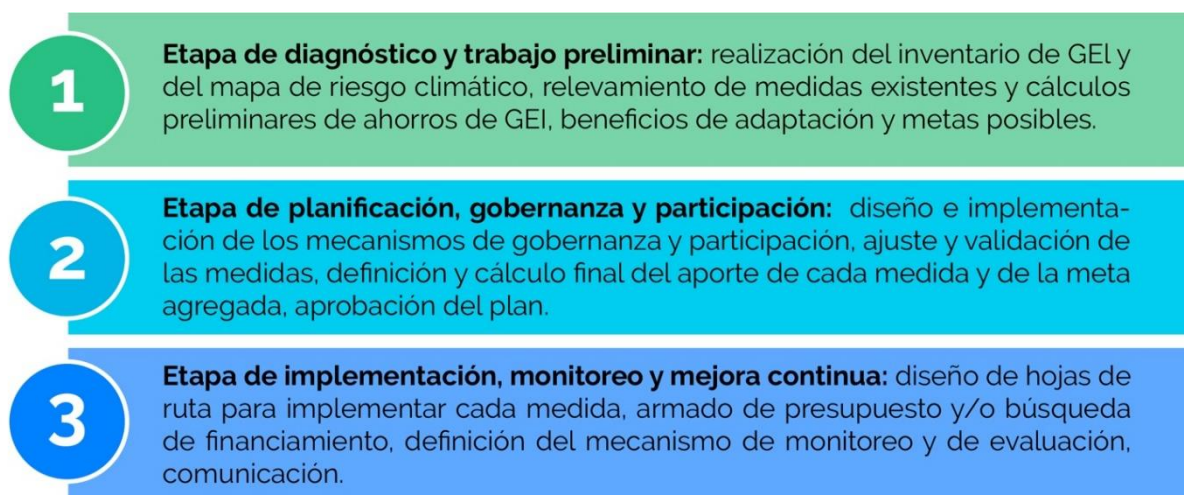 1
Etapa de diagnóstico y trabajo preliminar: realización del inventario de GEI y
del mapa de riesgo climático, relevamiento de medidas existentes y cálculos
preliminares de ahorros de GEI, beneficios de adaptación y metas posibles.
2
Etapa de planificación, gobernanza y participación: diseño e implementa-
ción de los mecanismos de gobernanza y participación, ajuste y validación de
las medidas, definición y cálculo final del aporte de cada medida y de la meta
agregada, aprobación del plan.
3
Etapa de implementación, monitoreo y mejora continua: diseño de hojas de
ruta para implementar cada medida, armado de presupuesto y/o búsqueda
de financiamiento, definición del mecanismo de monitoreo y de evaluación,
comunicación.